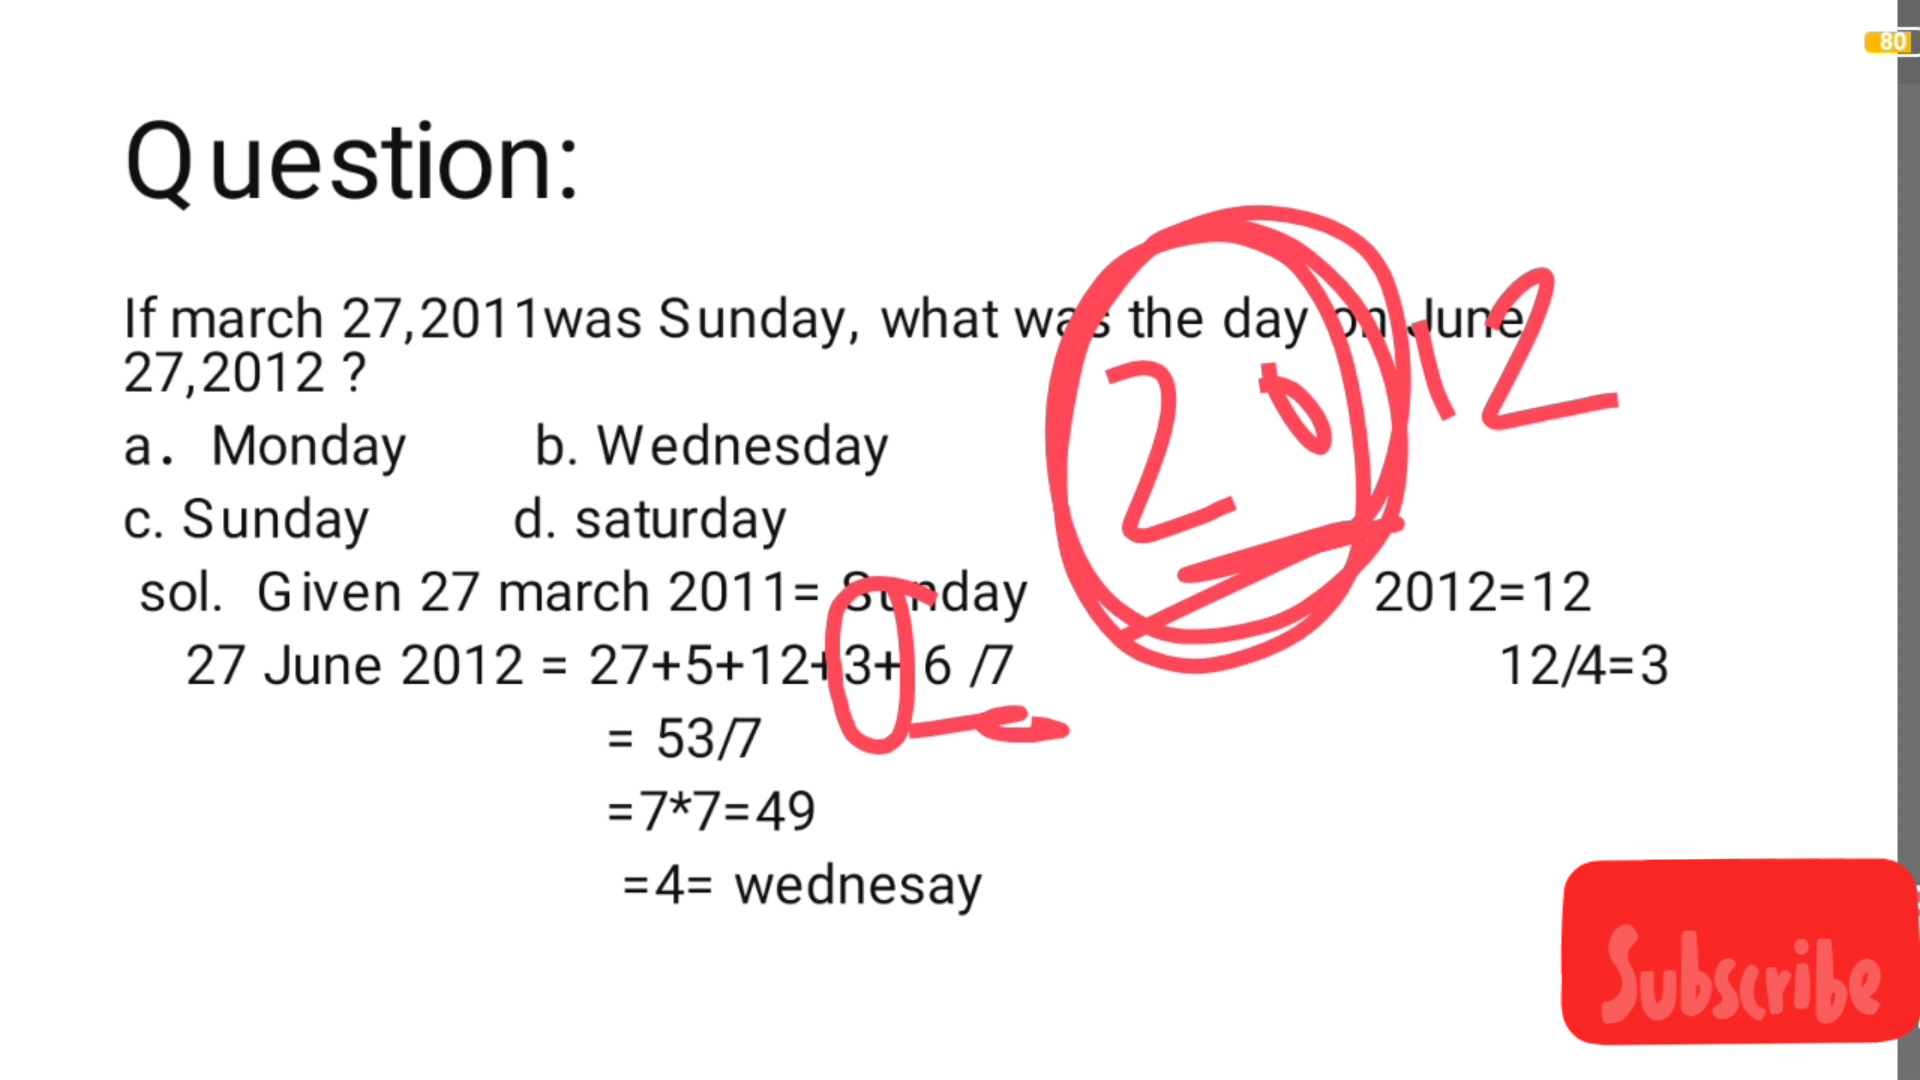 80
Question:
If march 27,2011was Sunday, what was the day on June
27,2012 ?
2012
a. Monday b. Wednesday
c. Sunday d. saturday
sol. Given 27 march 2011= Sunday 2012=12
27 June 2012 = 27+5+12+3+ 6 /7 12/4=3
= 53/7
=7*7=49
=4= wednesay
Subscribe